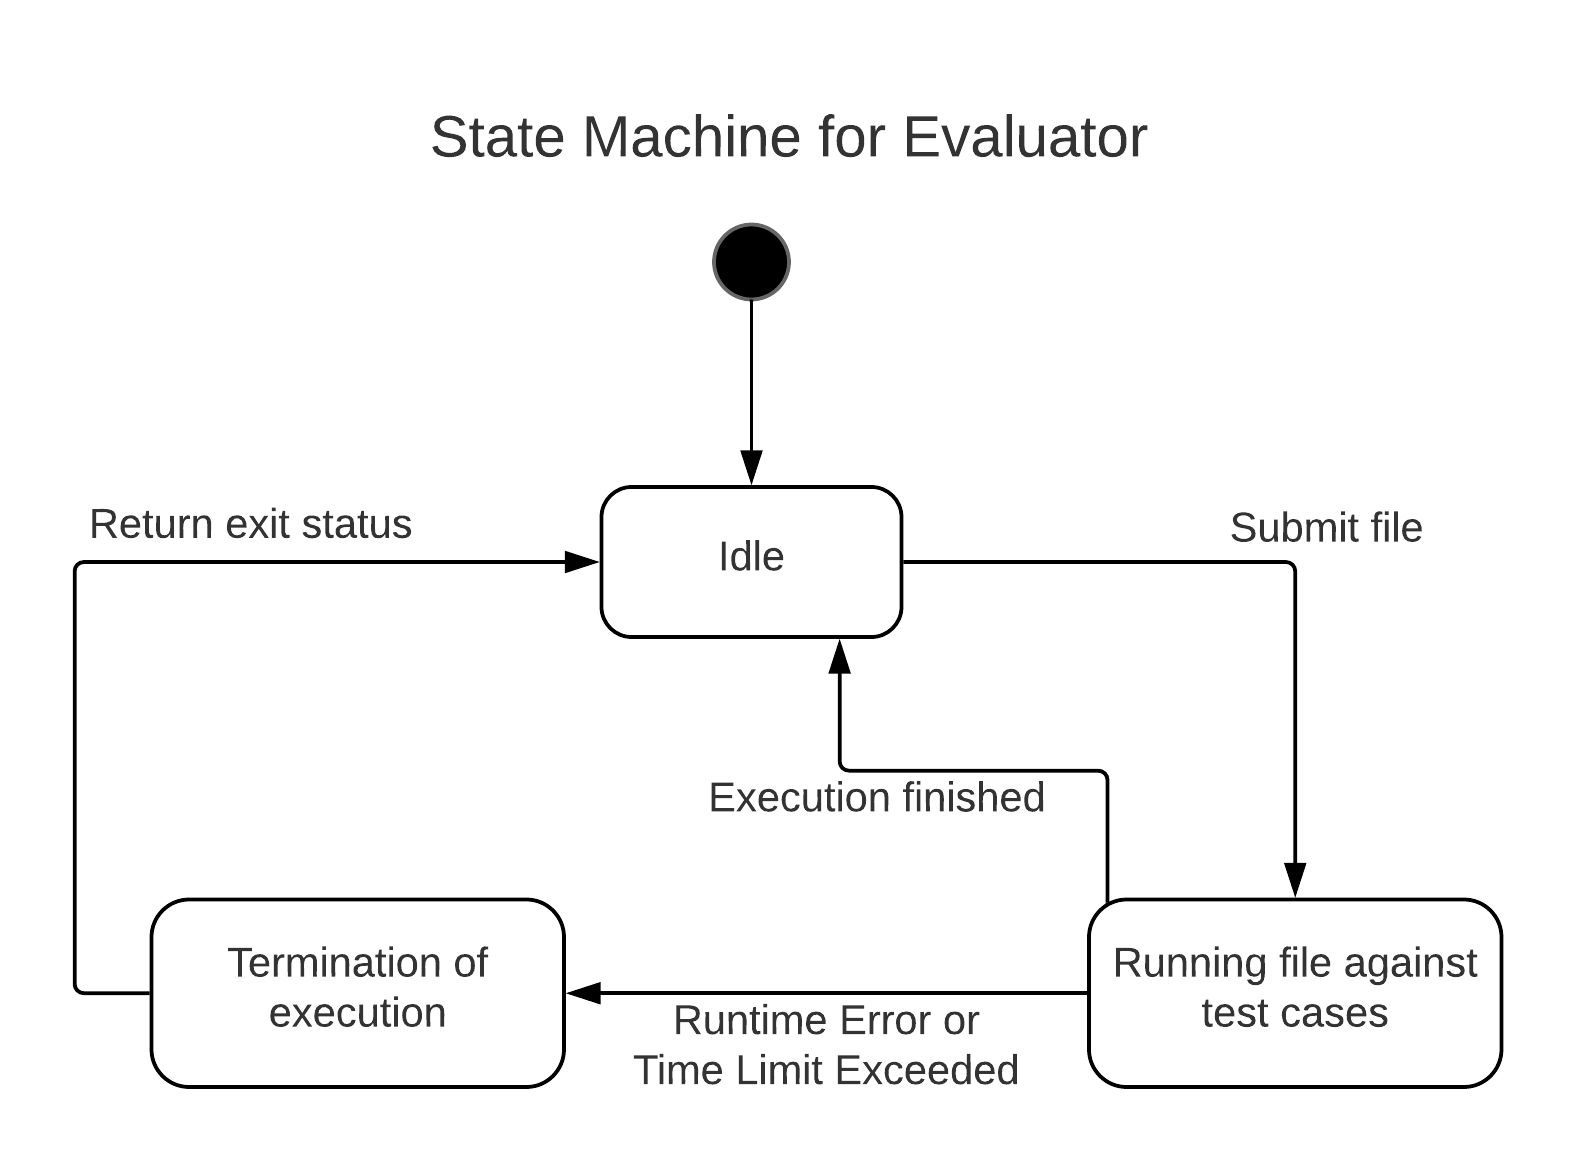 State Machine for Evaluator
Return exit status
Idle
Submit file
Execution finished
Termination of
execution
Runtime Error or
Time Limit Exceeded
Running file against
test cases